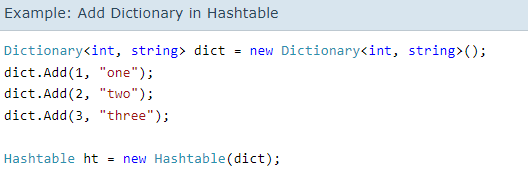 Example: Add Dictionary in Hashtable
Dictionary<int, string> dict = new Dictionary<int, string>();
dict.Add(1, "one");
dict.Add(2, "two");
dict.Add(3, "three");
Hashtable ht = new Hashtable(dict);